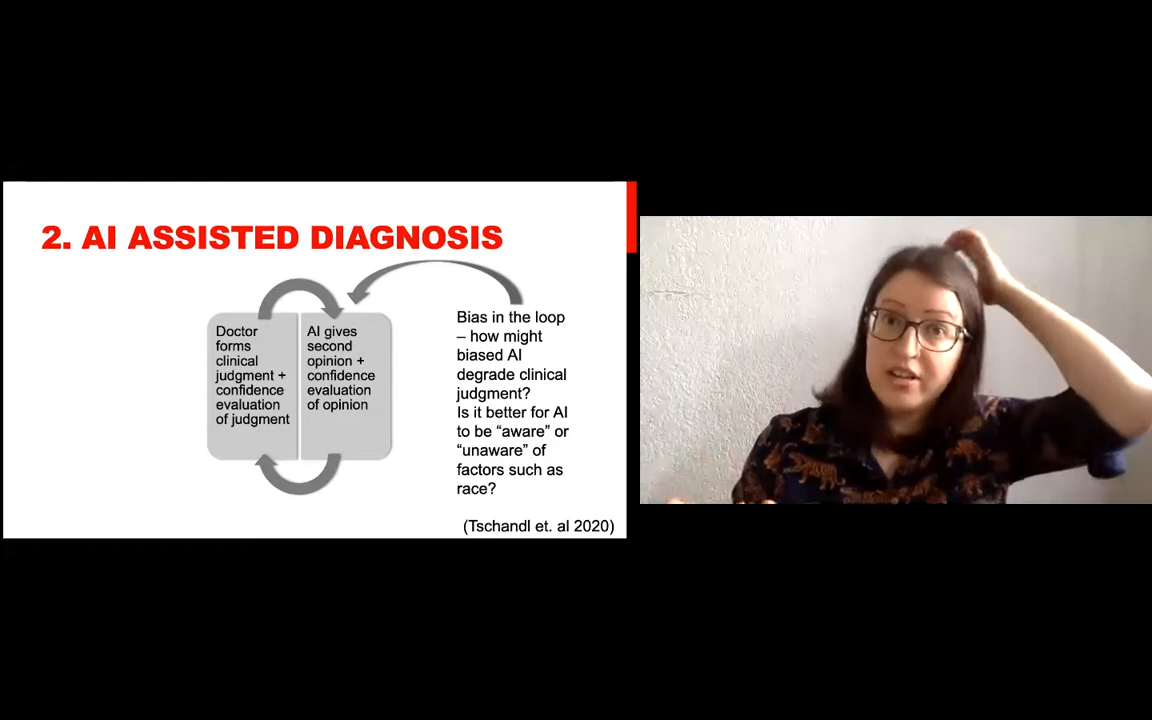 2. AI ASSISTED DIAGNOSIS
Doctor
forms
clinical
judgment +
confidence
evaluation
of judgment
AI gives
second
opinion +
confidence
evaluation
of opinion
Bias in the loop
– how might
biased AI
degrade clinical
judgment?
Is it better for AI
to be “aware” or
“unaware” of
factors such as
race?
(Tschandl et. al 2020)